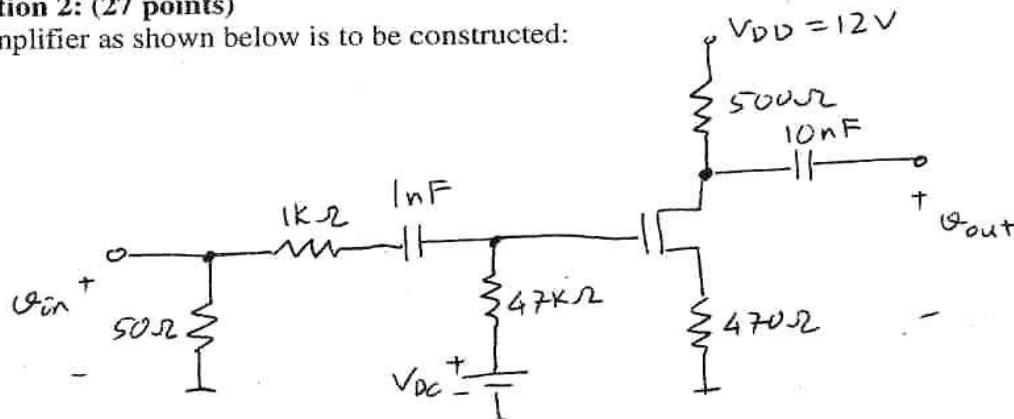 tion 2: (27 points)
nplifier as shown below is to be constructed:
VDD = 12V
500Ω
10nF
1nF
1KΩ
+
vout
+
vin
47KΩ
50Ω
470Ω
-
-
VDC
+
-